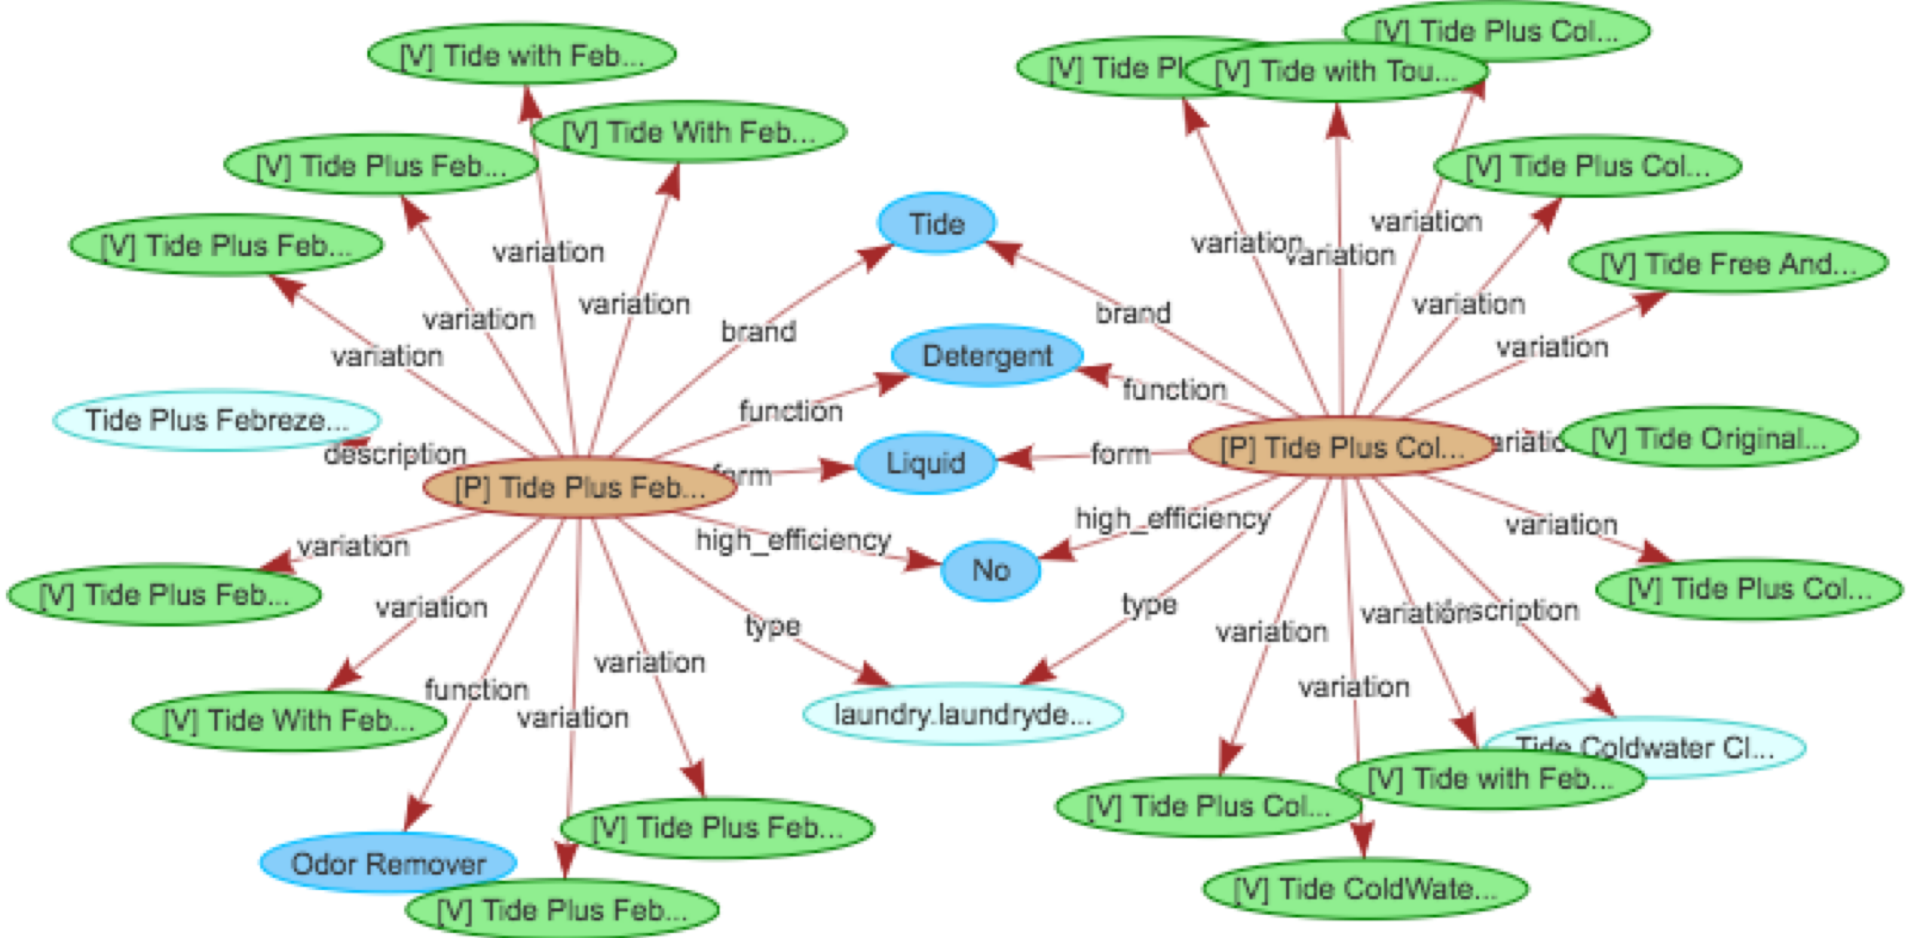 [V] Tide Plus Col...
[V] Tide with Feb...
[V] Tide Pl
[V] Tide with Tou...
[V] Tide With Feb...
[V] Tide Plus Feb...
[V] Tide Plus Col...
Tide
variation
[V] Tide Plus Feb...
variation
variation
variation
[V] Tide Free And...
variation
variation
variation
brand
variation
brand
variation
variation
Detergent
function
function
Tide Plus Febreze...
description
[V] Tide Original...
[P] Tide Plus Col...
form
Liquid
[P] Tide Plus Feb...
high_efficiency
variation
high_efficiency
variation
No
[V] Tide Plus Feb...
[V] Tide Plus Col...
variation
type
type
variation
variation
variation
function
variation
variation
[V] Tide With Feb...
laundry.laundryde...
Tide Coldwater Cl...
[V] Tide with Feb...
[V] Tide Plus Col...
[V] Tide Plus Feb...
Odor Remover
[V] Tide ColdWate...
[V] Tide Plus Feb...